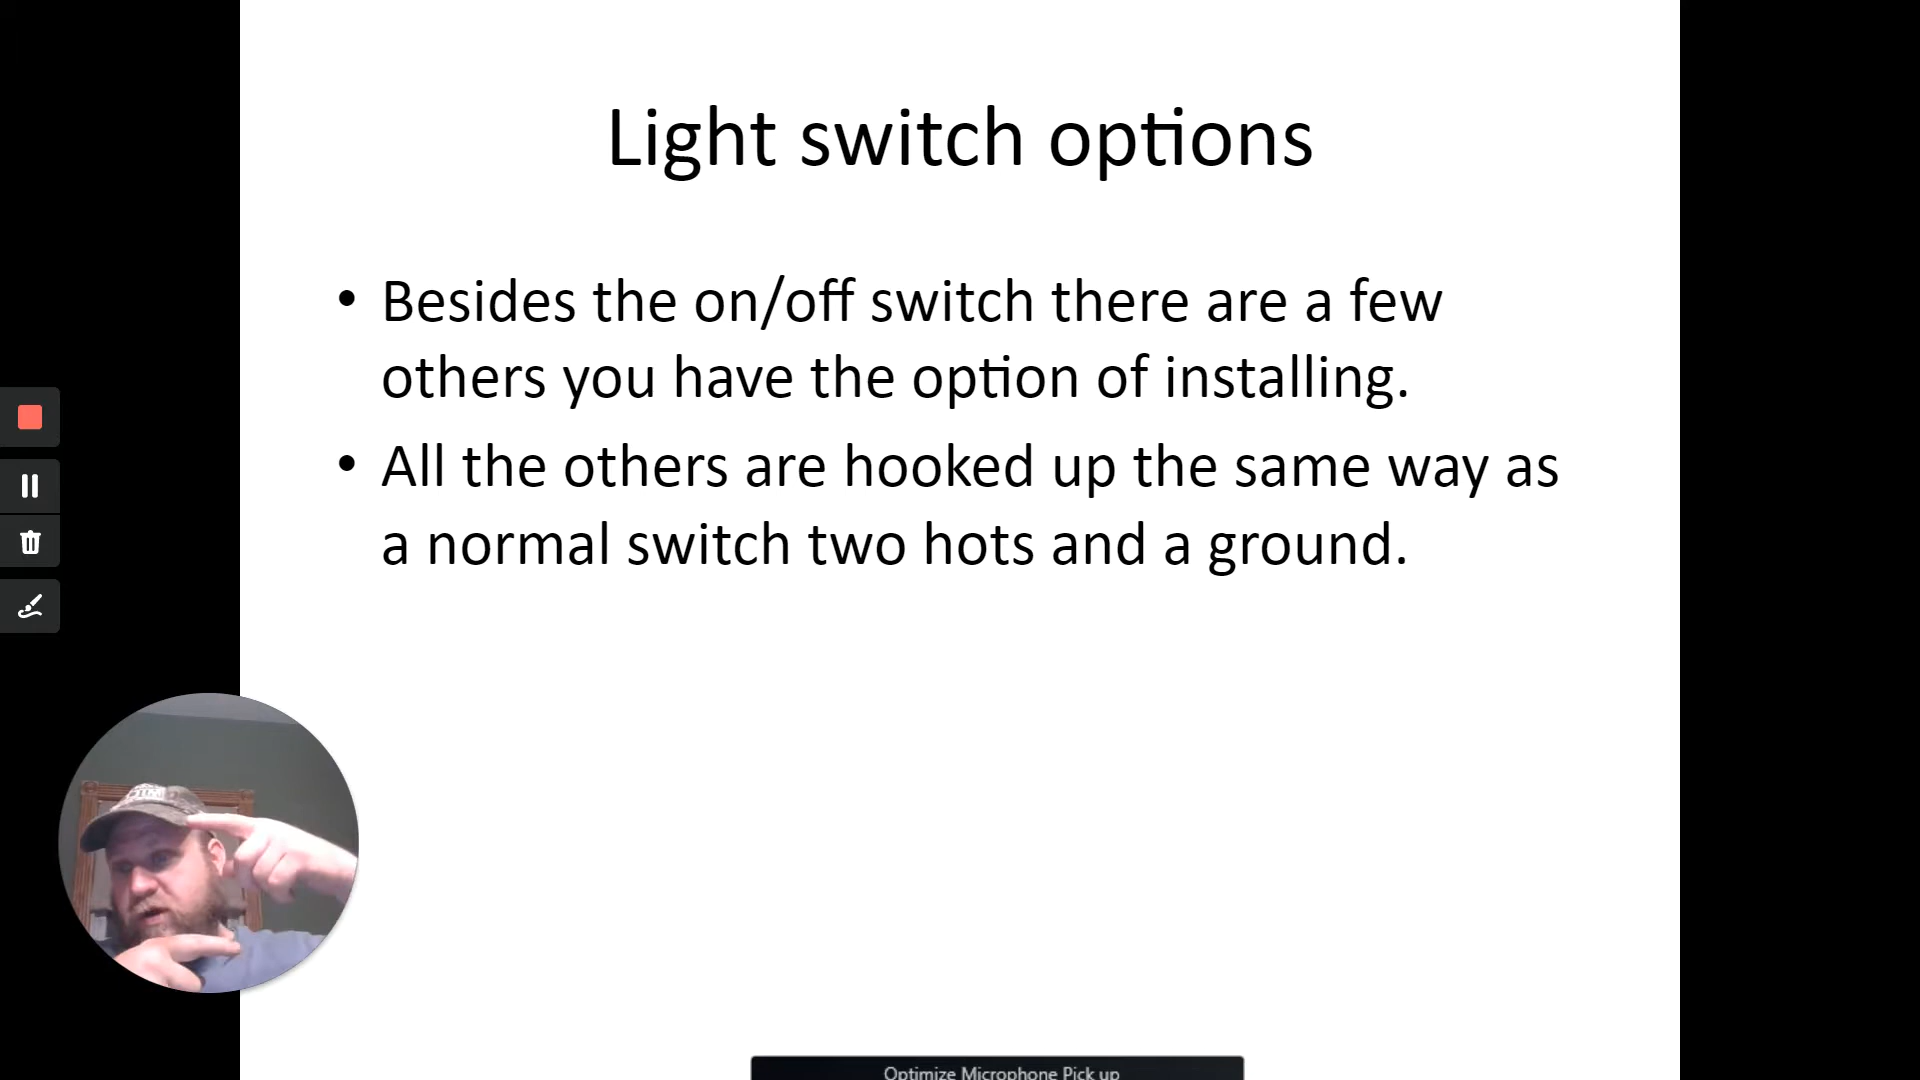 Light switch options
• Besides the on/off switch there are a few
others you have the option of installing.
• All the others are hooked up the same way as
a normal switch two hots and a ground.
Optimize Microphone Pick up